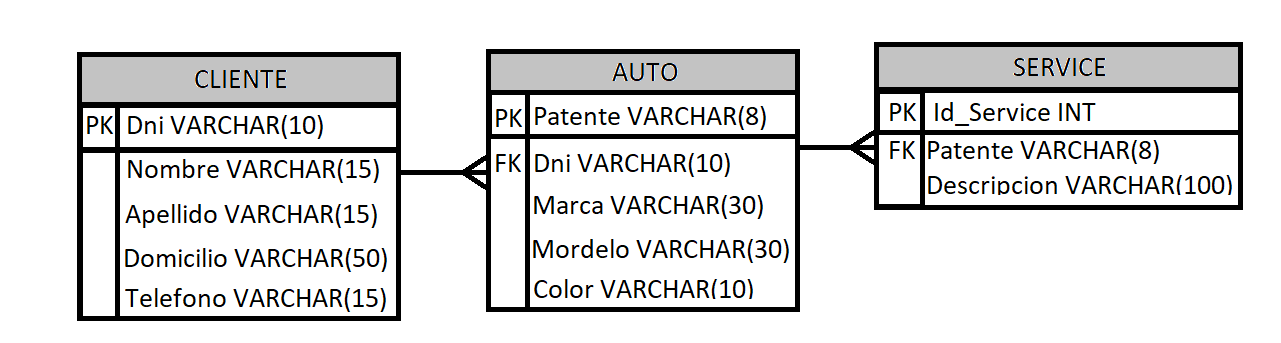 CLIENTE
PK Dni VARCHAR(10)
Nombre VARCHAR(15)
Apellido VARCHAR(15)
Domicilio VARCHAR(50)
Telefono VARCHAR(15)
AUTO
PK Patente VARCHAR(8)
FK Dni VARCHAR(10)
Marca VARCHAR(30)
Mordelo VARCHAR(30)
Color VARCHAR(10)
SERVICE
PK Id_Service INT
FK Patente VARCHAR(8)
Descripcion VARCHAR(100)